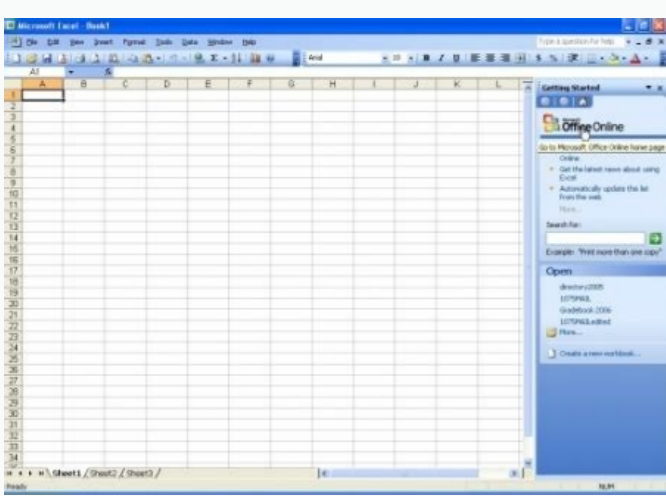 Microsoft Excel - Book1
File Edit View Insert Format Tools Data Window Help
Type a question for help
Arial 10 B I U $ %
A1
A B C D E F G H I J K L
1
2
3
4
5
6
7
8
9
10
11
12
13
14
15
16
17
18
19
20
21
22
23
24
25
26
27
28
29
30
31
32
33
34
Getting Started
Microsoft
Office Online
Go to Microsoft Office Online home page
Online
Get the latest news about using
Excel
Automatically update this list
from the web
More...
Search for:
Example: "Print more than one copy"
Open
directory2005
Gradebook 2006
More...
Create a new workbook...
Sheet1 / Sheet2 / Sheet3 /
Ready
NUM